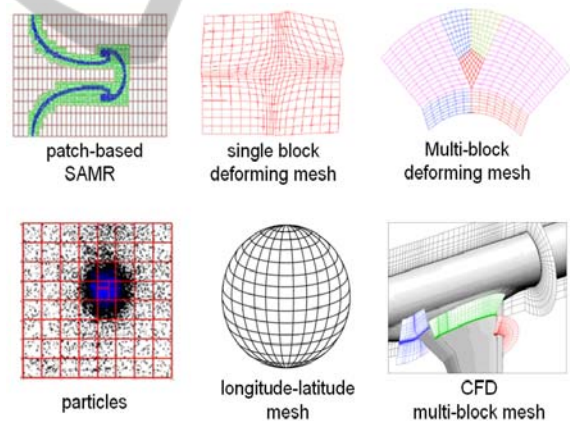 patch-based
SAMR
single block
deforming mesh
Multi-block
deforming mesh
particles
longitude-latitude
mesh
CFD
multi-block mesh